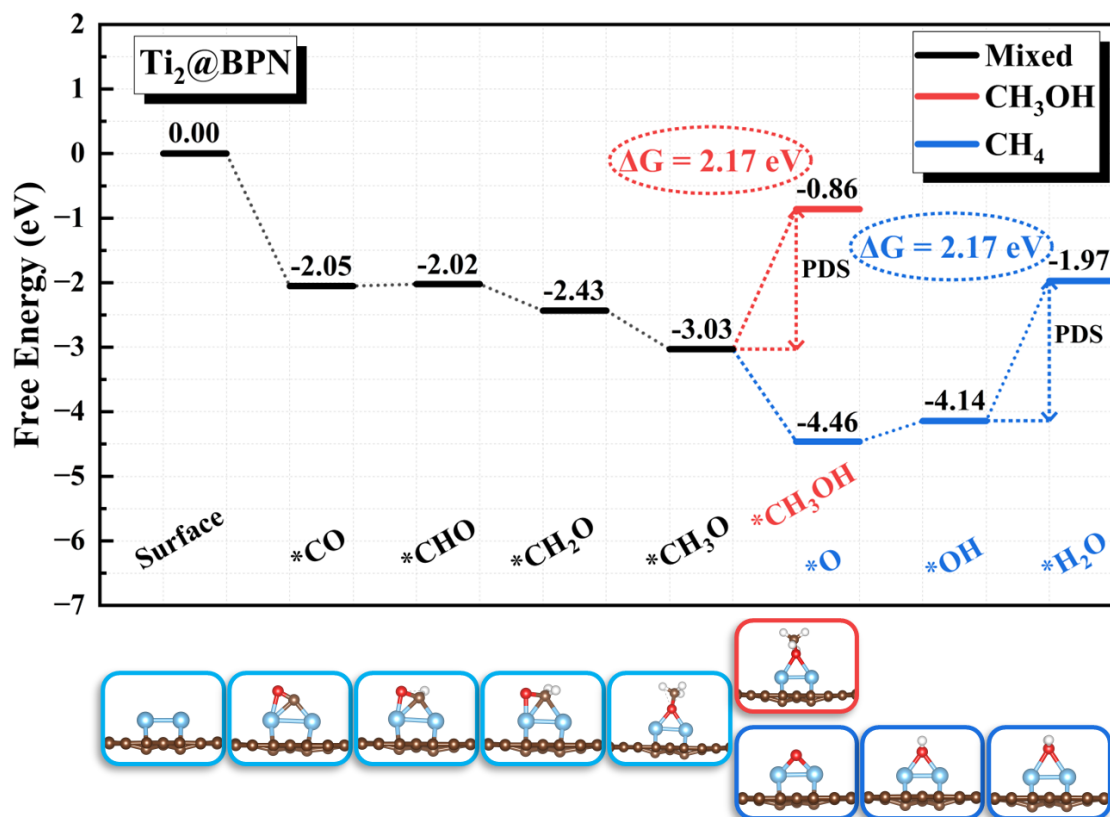 Ti₂@BPN
Mixed
CH₃OH
CH₄
Free Energy (eV)
2
1
0
−1
−2
−3
−4
−5
−6
−7
0.00
-2.05
-2.02
-2.43
-3.03
ΔG = 2.17 eV
-0.86
PDS
ΔG = 2.17 eV
-1.97
PDS
-4.46
-4.14
Surface
*CO
*CHO
*CH₂O
*CH₃O
*CH₃OH
*O
*OH
*H₂O